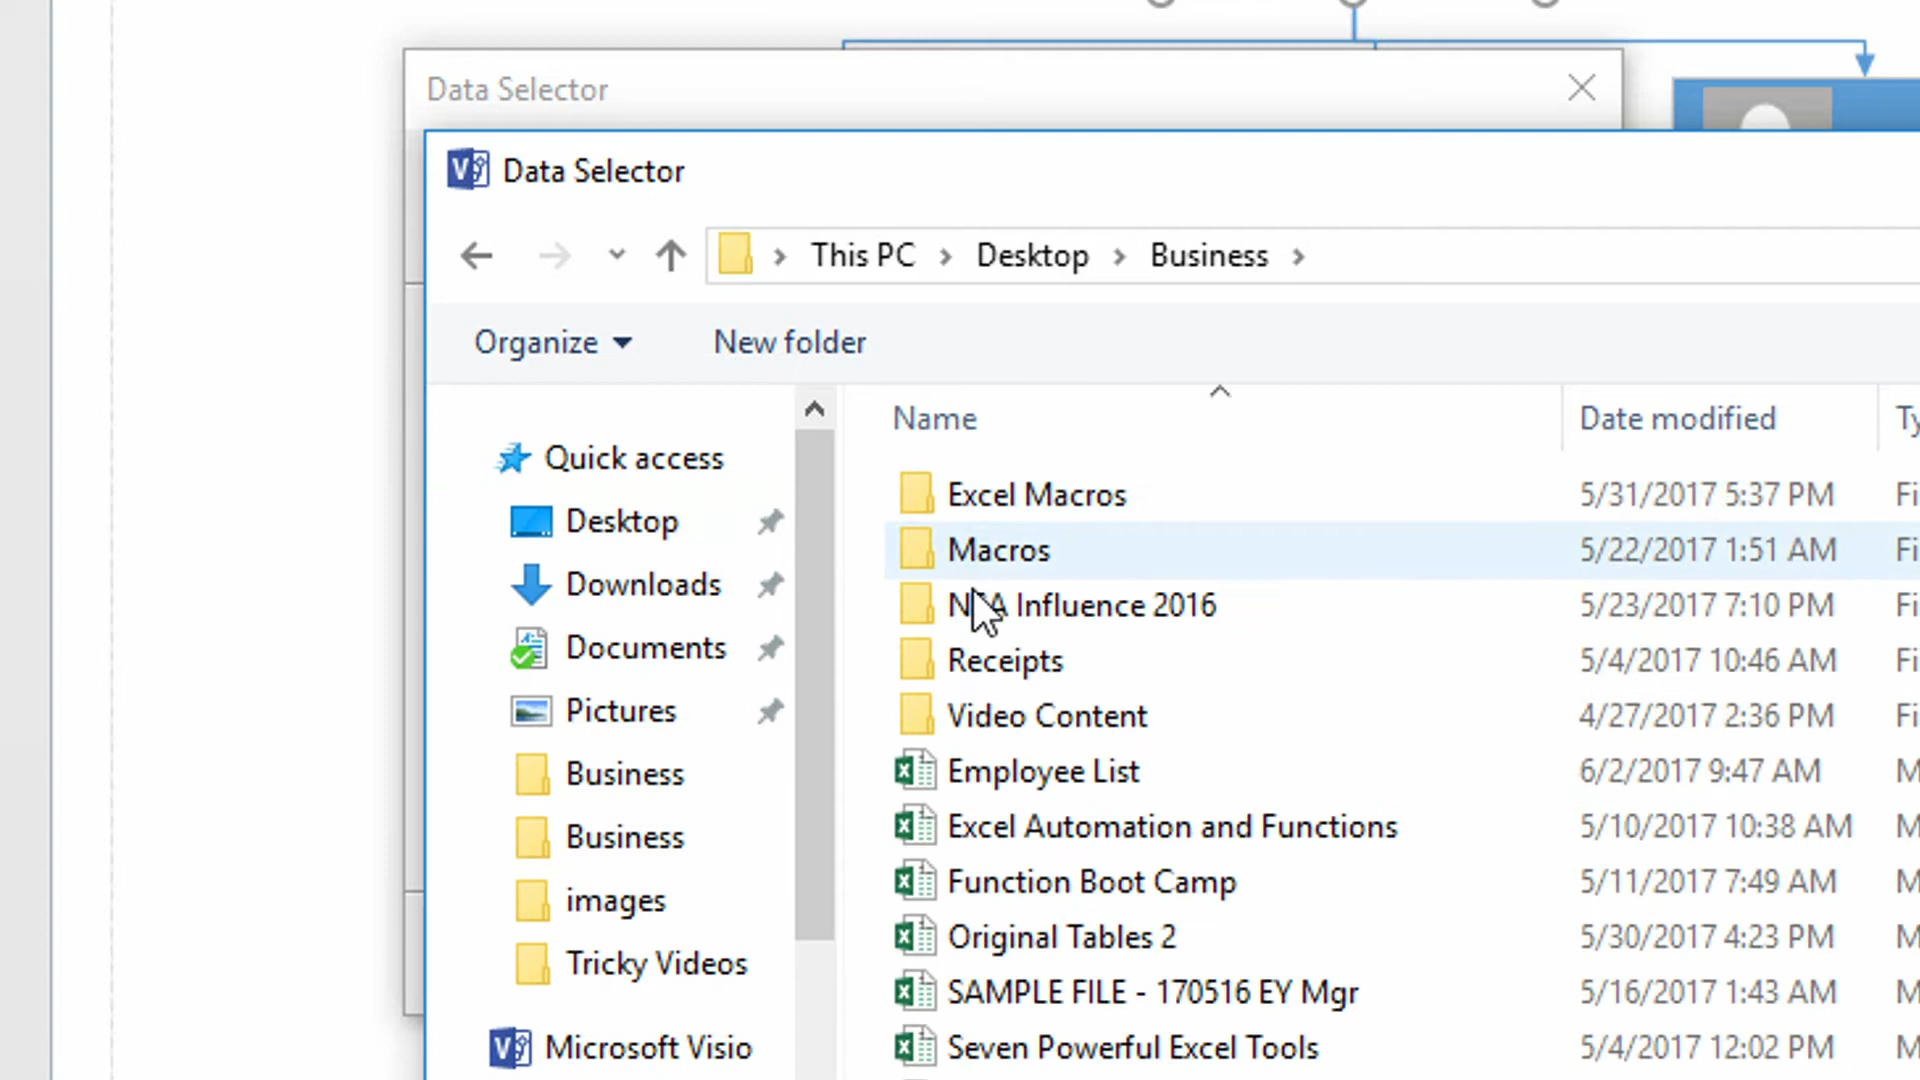 Data Selector
Data Selector
This PC > Desktop > Business >
Organize New folder
Name Date modified Ty
Quick access
Desktop
Downloads
Documents
Pictures
Business
Business
images
Tricky Videos
Microsoft Visio
Excel Macros 5/31/2017 5:37 PM Fi
Macros 5/22/2017 1:51 AM Fi
Influence 2016 5/23/2017 7:10 PM Fi
Receipts 5/4/2017 10:46 AM Fi
Video Content 4/27/2017 2:36 PM Fi
Employee List 6/2/2017 9:47 AM M
Excel Automation and Functions 5/10/2017 10:38 AM M
Function Boot Camp 5/11/2017 7:49 AM M
Original Tables 2 5/30/2017 4:23 PM M
SAMPLE FILE - 170516 EY Mgr 5/16/2017 1:43 AM M
Seven Powerful Excel Tools 5/4/2017 12:02 PM M